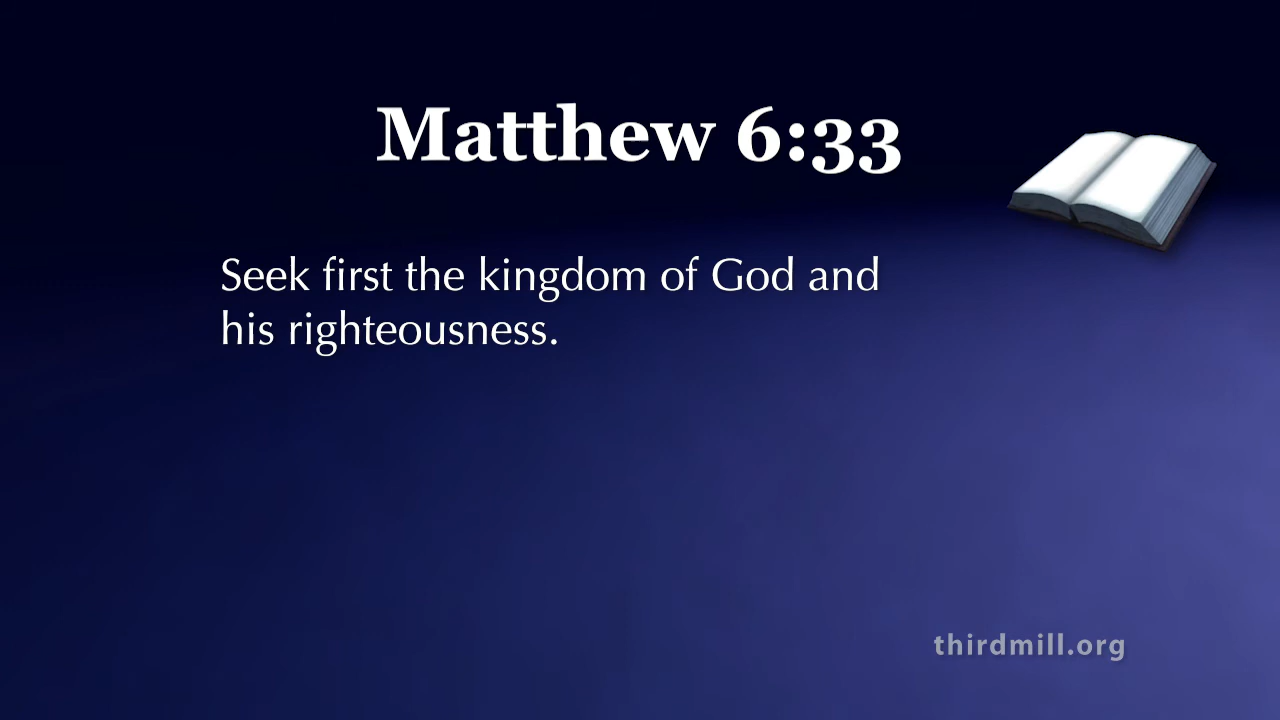 Matthew 6:33
Seek first the kingdom of God and
his righteousness.
thirdmill.org